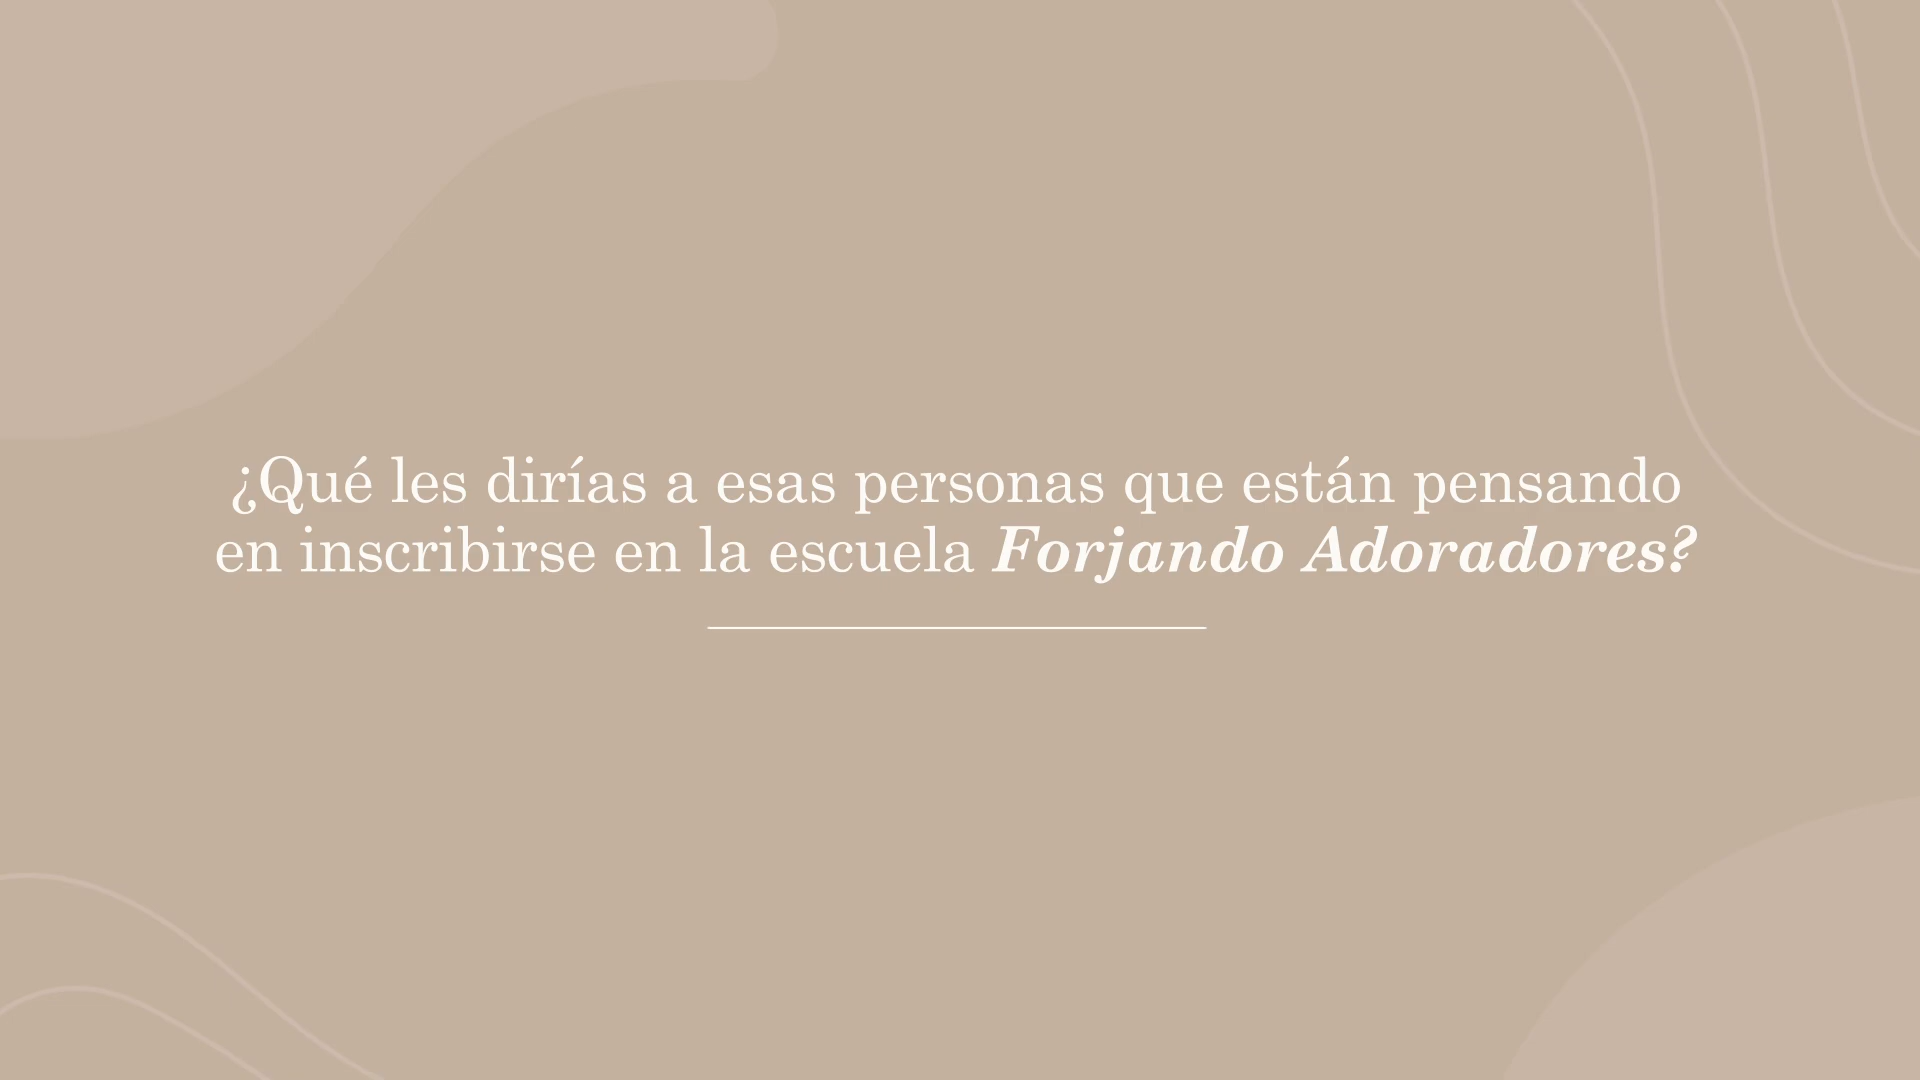 ¿Qué les dirías a esas personas que están pensando
en inscribirse en la escuela Forjando Adoradores?